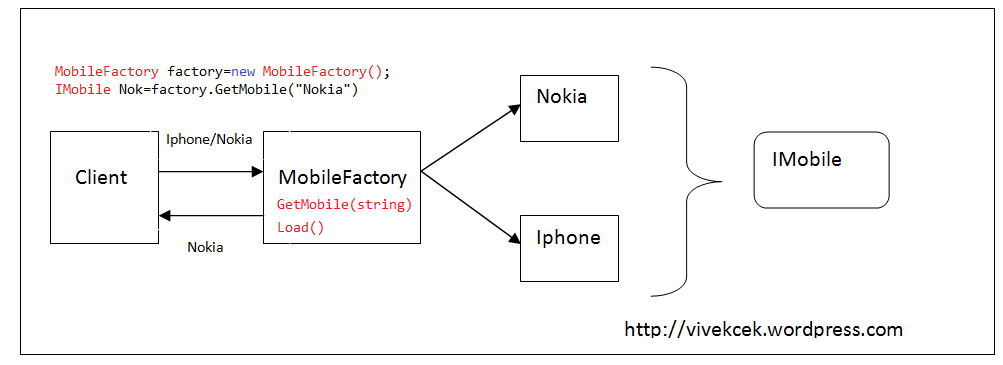 MobileFactory factory=new MobileFactory();
IMobile Nok=factory.GetMobile("Nokia")
Iphone/Nokia
Client
MobileFactory
GetMobile(string)
Load()
Nokia
Nokia
Iphone
IMobile
http://vivekcek.wordpress.com